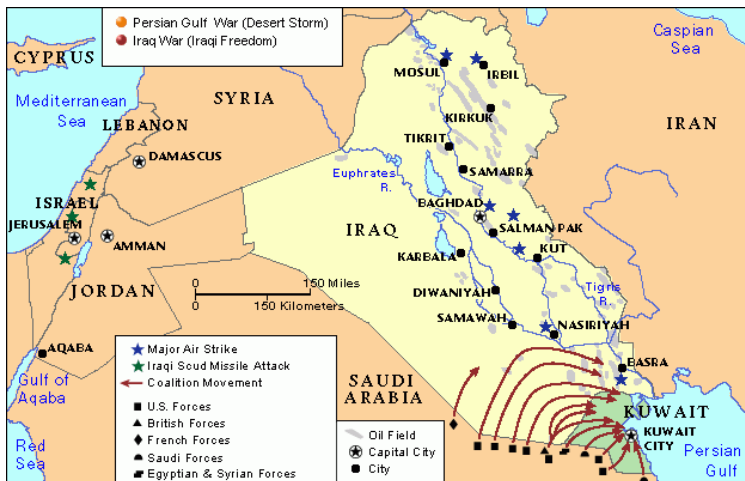 Persian Gulf War (Desert Storm)
Iraq War (Iraqi Freedom)
CYPRUS
Mediterranean
Sea
SYRIA
LEBANON
DAMASCUS
ISRAEL
JERUSALEM
AMMAN
JORDAN
AQABA
Gulf of
Aqaba
Red
Sea
Caspian
Sea
IRAN
MOSUL
IRBIL
KIRKUK
TIKRIT
SAMARRA
Euphrates
R.
BAGHDAD
SALMAN PAK
IRAQ
KARBALA
KUT
DIWANIYAH
Tigris
R.
SAMAWAH
NASIRIYAH
BASRA
0
150 Miles
0
150 Kilometers
SAUDI
ARABIA
KUWAIT
KUWAIT
CITY
Persian
Gulf
Major Air Strike
Iraqi Scud Missile Attack
Coalition Movement
U.S. Forces
British Forces
French Forces
Saudi Forces
Egyptian & Syrian Forces
Oil Field
Capital City
City